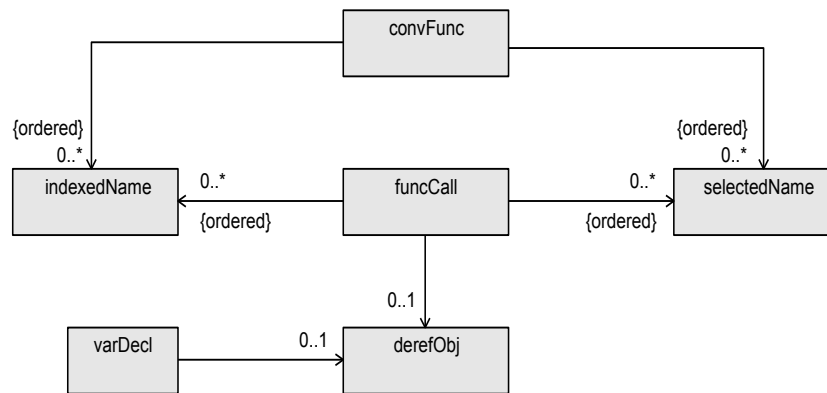 convFunc
{ordered}
0..*
{ordered}
0..*
indexedName
0..*
{ordered}
funcCall
0..*
{ordered}
selectedName
0..1
varDecl
0..1
derefObj